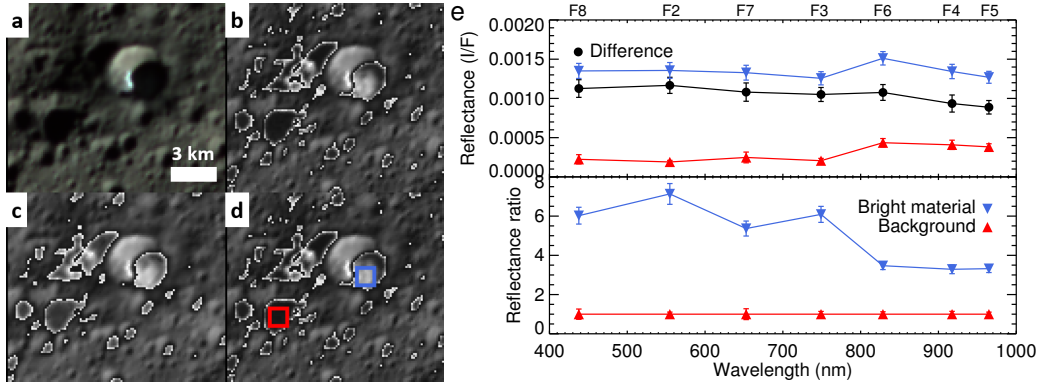 a
3 km
b
c
d
e
F8 F2 F7 F3 F6 F4 F5
Reflectance (I/F)
0.0020
0.0015
0.0010
0.0005
0.0000
Difference
Reflectance ratio
8
6
4
2
0
Bright material
Background
400 500 600 700 800 900 1000
Wavelength (nm)